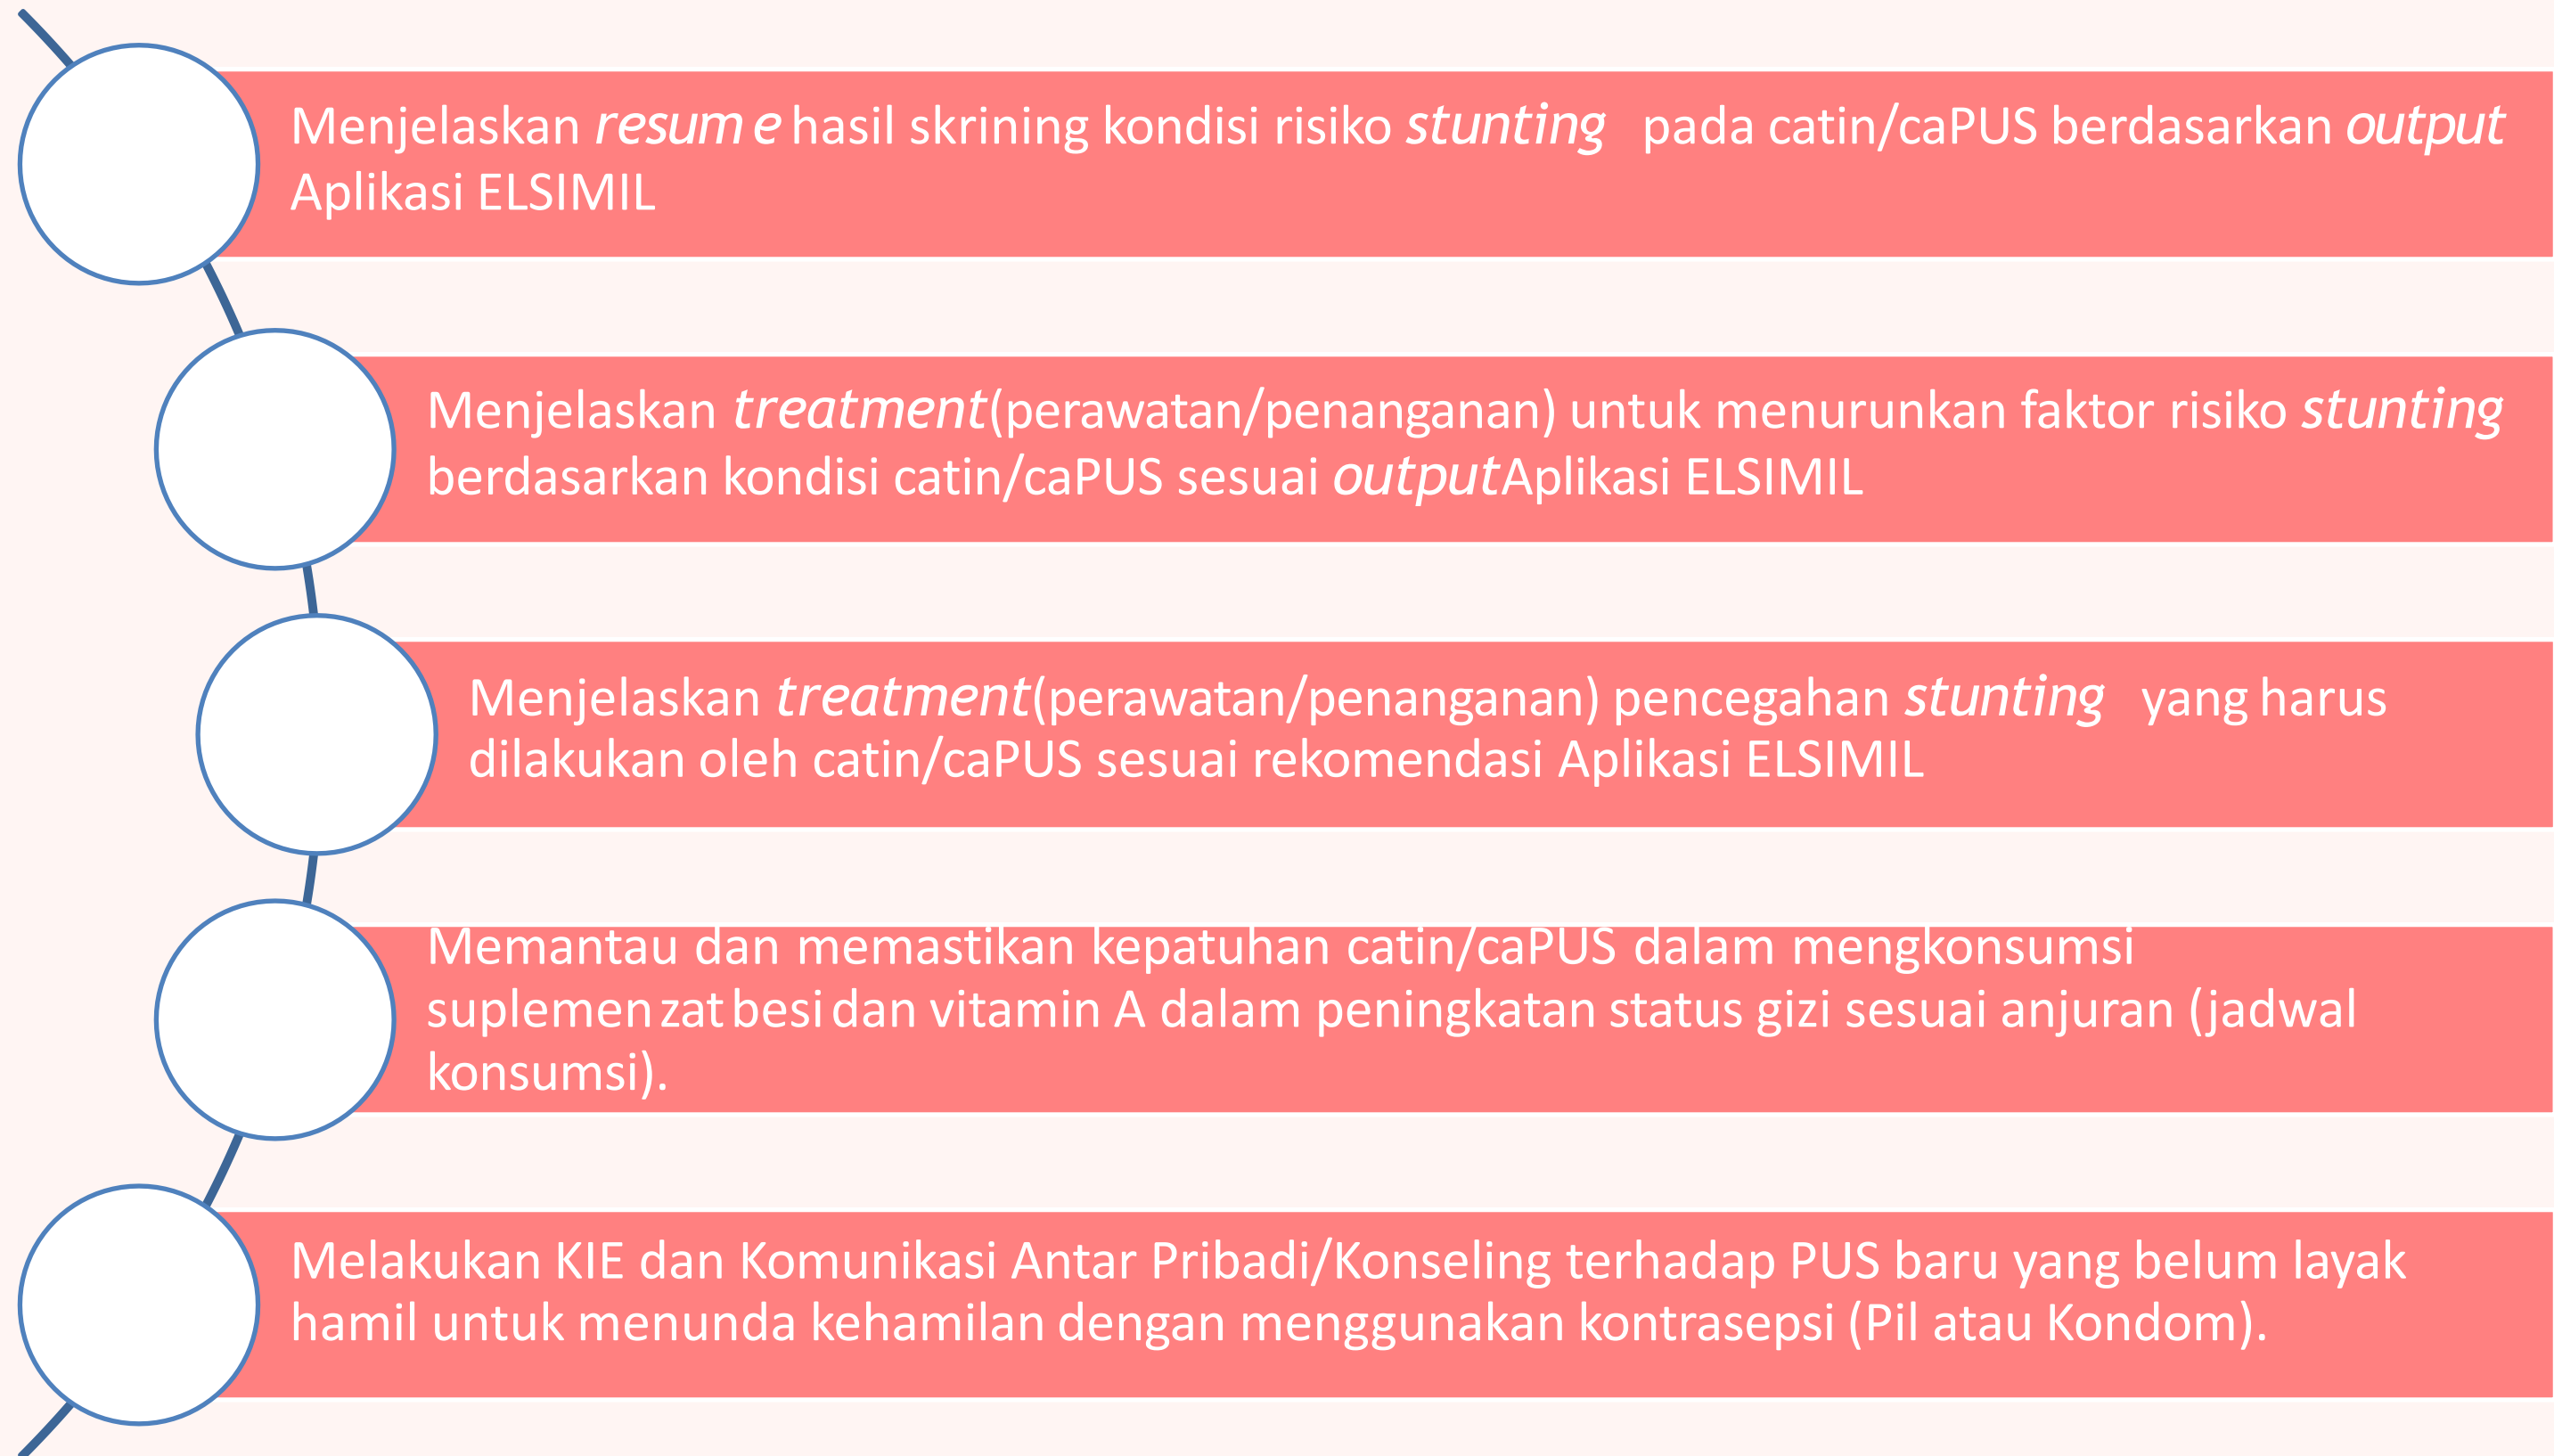 Menjelaskan resume hasil skrining kondisi risiko stunting pada catin/caPUS berdasarkan output
Aplikasi ELSIMIL
Menjelaskan treatment(perawatan/penanganan) untuk menurunkan faktor risiko stunting
berdasarkan kondisi catin/caPUS sesuai outputAplikasi ELSIMIL
Menjelaskan treatment(perawatan/penanganan) pencegahan stunting yang harus
dilakukan oleh catin/caPUS sesuai rekomendasi Aplikasi ELSIMIL
Memantau dan memastikan kepatuhan catin/caPUS dalam mengkonsumsi
suplemen zat besi dan vitamin A dalam peningkatan status gizi sesuai anjuran (jadwal
konsumsi).
Melakukan KIE dan Komunikasi Antar Pribadi/Konseling terhadap PUS baru yang belum layak
hamil untuk menunda kehamilan dengan menggunakan kontrasepsi (Pil atau Kondom).